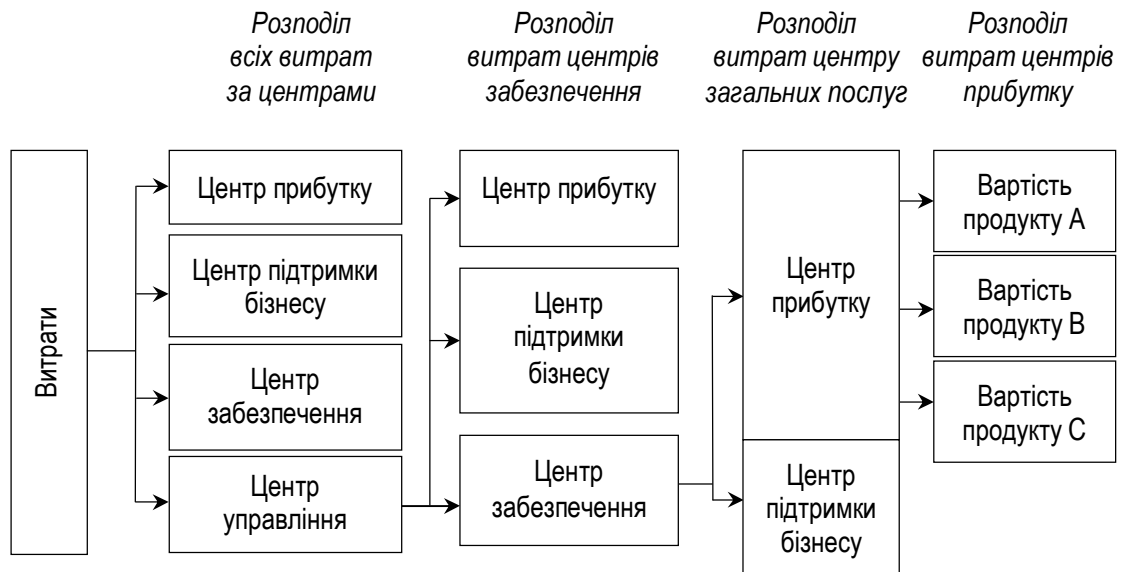 Розподіл
всіх витрат
за центрами
Розподіл
витрат центрів
забезпечення
Розподіл
витрат центру
загальних послуг
Розподіл
витрат центрів
прибутку
Витрати
Центр прибутку
Центр підтримки
бізнесу
Центр
забезпечення
Центр
управління
Центр прибутку
Центр
підтримки
бізнесу
Центр
забезпечення
Центр
прибутку
Центр
підтримки
бізнесу
Вартість
продукту А
Вартість
продукту В
Вартість
продукту С